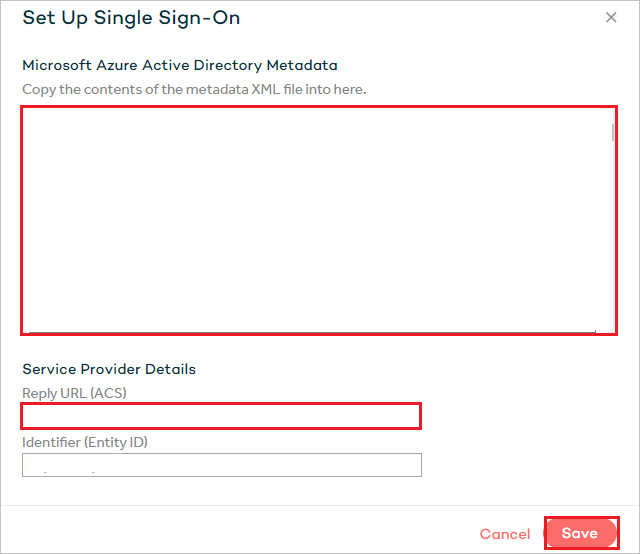 Set Up Single Sign-On
Microsoft Azure Active Directory Metadata
Copy the contents of the metadata XML file into here.
Service Provider Details
Reply URL (ACS)
Identifier (Entity ID)
Cancel
Save